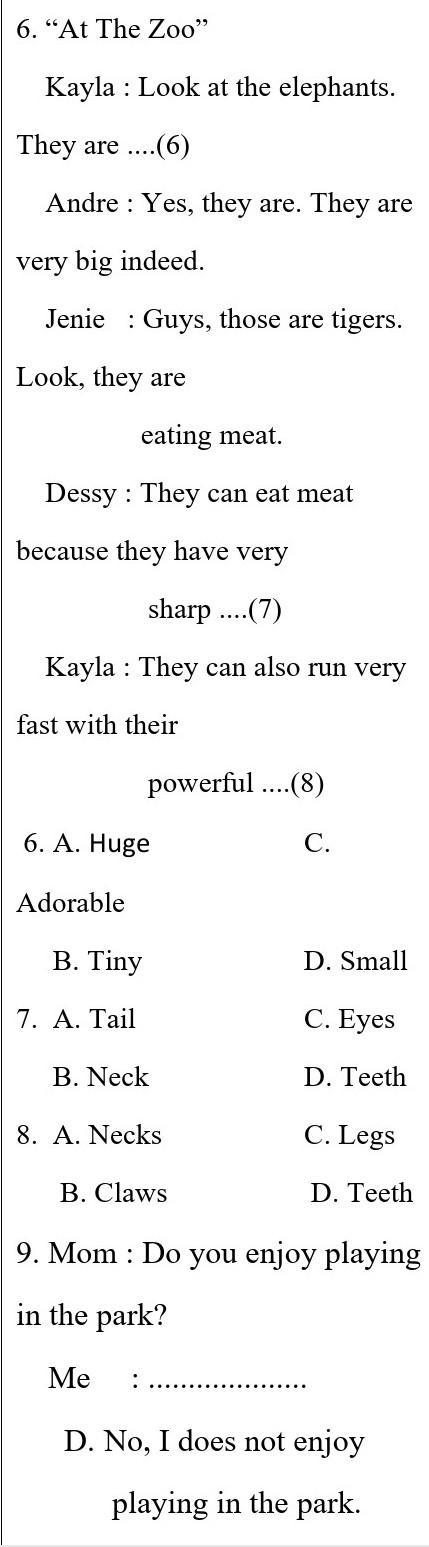 6. “At The Zoo”
Kayla : Look at the elephants.
They are ....(6)
Andre : Yes, they are. They are
very big indeed.
Jenie : Guys, those are tigers.
Look, they are
eating meat.
Dessy : They can eat meat
because they have very
sharp ....(7)
Kayla : They can also run very
fast with their
powerful ....(8)
6. A. Huge C.
Adorable
B. Tiny D. Small
7. A. Tail C. Eyes
B. Neck D. Teeth
8. A. Necks C. Legs
B. Claws D. Teeth
9. Mom : Do you enjoy playing
in the park?
Me : ....................
D. No, I does not enjoy
playing in the park.